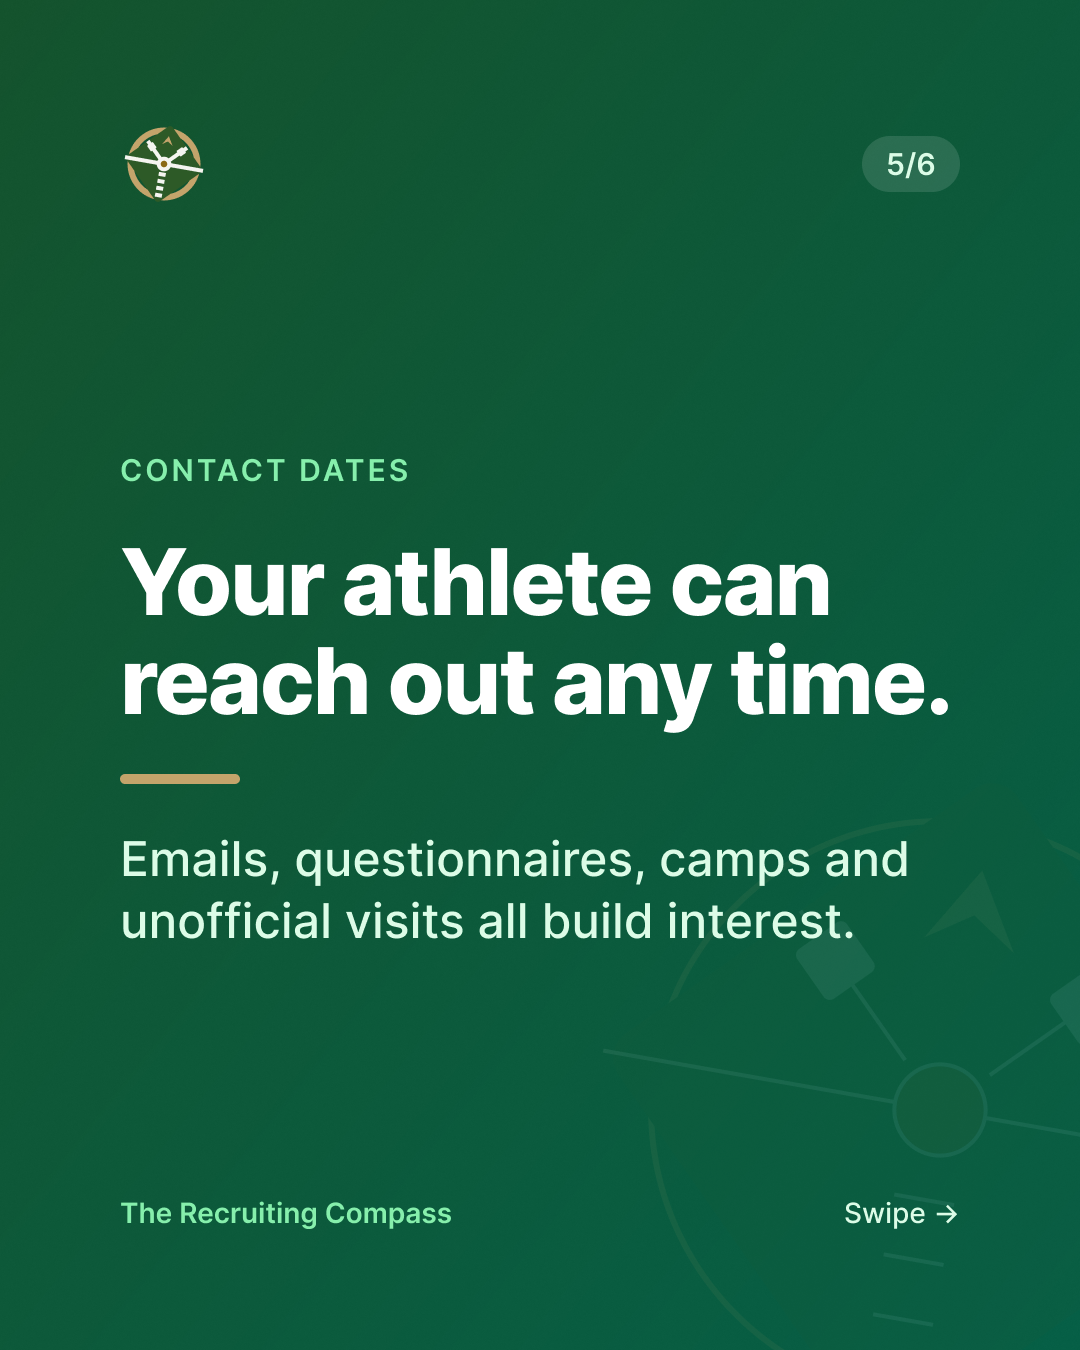 5/6
CONTACT DATES
Your athlete can
reach out any time.
Emails, questionnaires, camps and
unofficial visits all build interest.
The Recruiting Compass
Swipe →